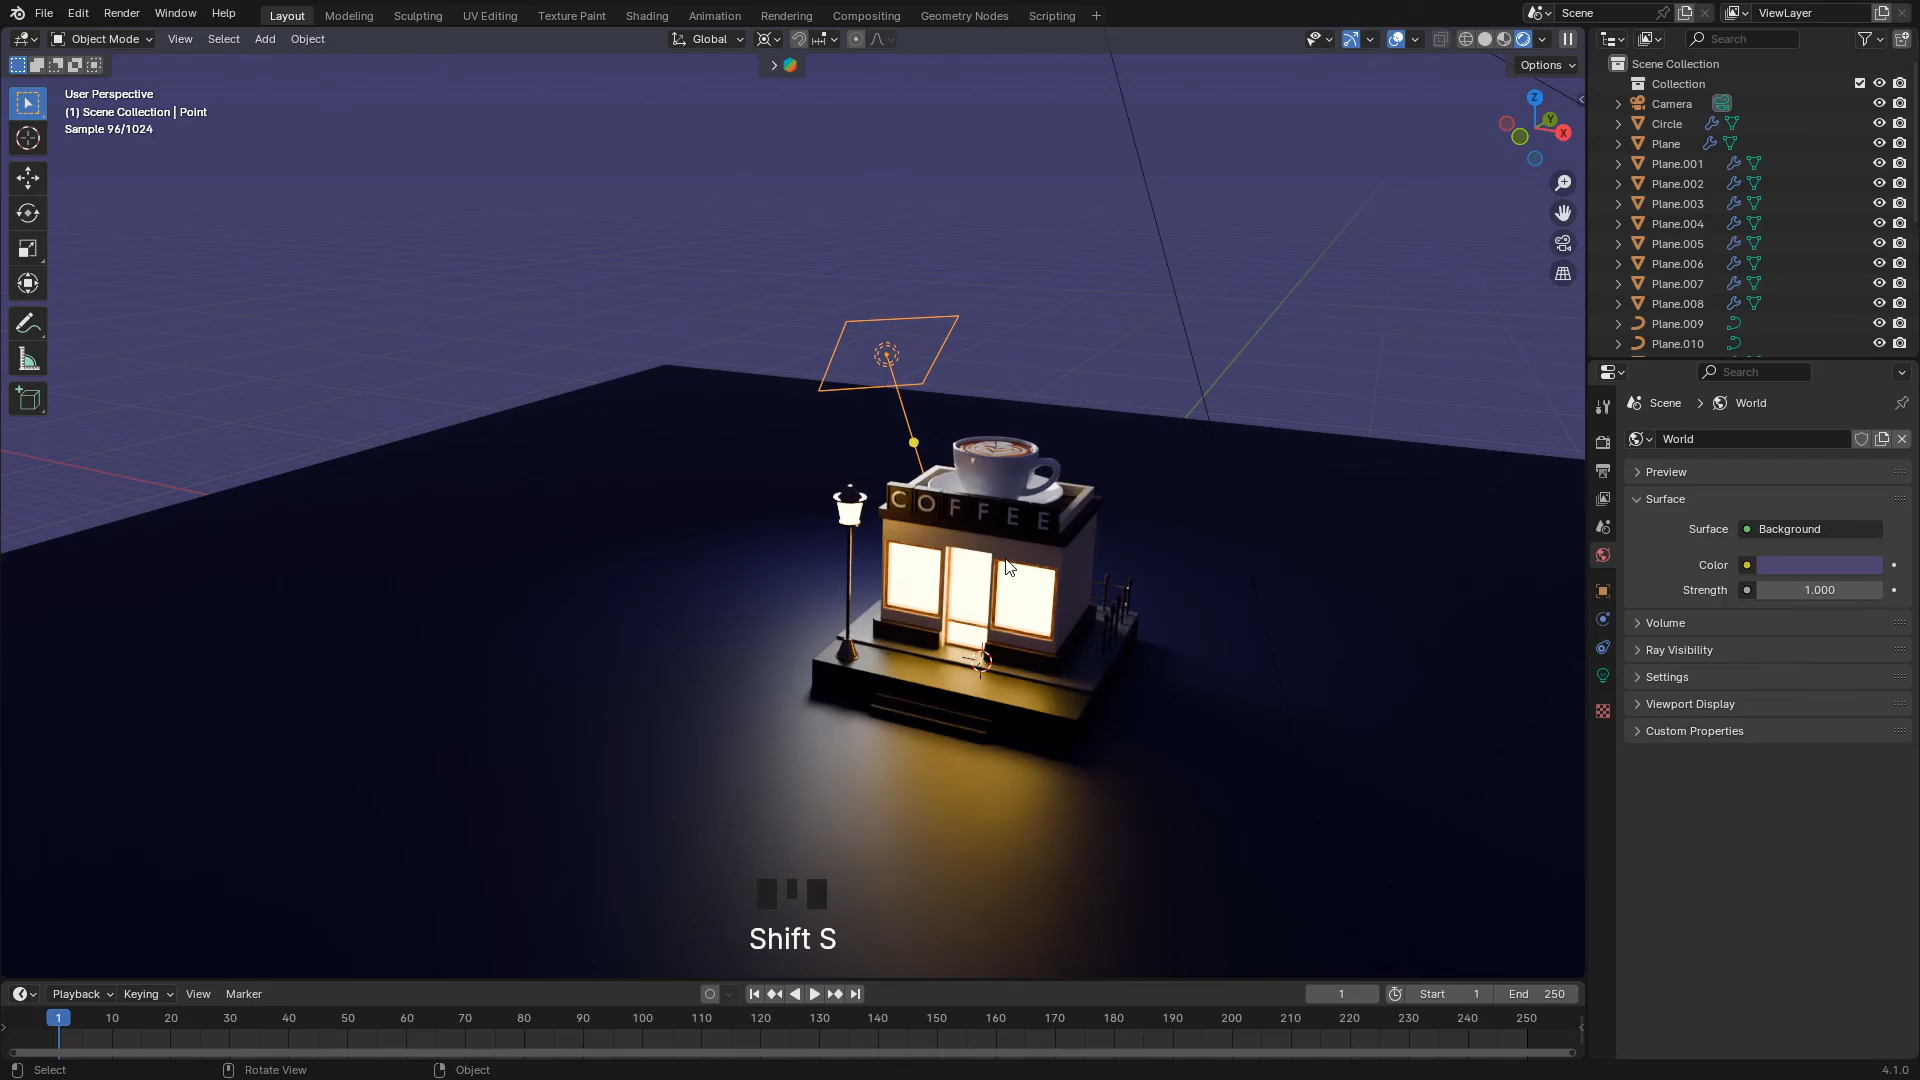 File Edit Render Window Help
Layout Modeling Sculpting UV Editing Texture Paint Shading Animation Rendering Compositing Geometry Nodes Scripting
Scene ViewLayer
Object Mode View Select Add Object Global
Search
Options
User Perspective
(1) Scene Collection | Point
Sample 96/1024
Z
Y
X
Scene Collection
Collection
Camera
Circle
Plane
Plane.001
Plane.002
Plane.003
Plane.004
Plane.005
Plane.006
Plane.007
Plane.008
Plane.009
Plane.010
COFFEE
Shift S
Search
Scene World
World
Preview
Surface
Surface Background
Color
Strength 1.000
Volume
Ray Visibility
Settings
Viewport Display
Custom Properties
Playback Keying View Marker
1 Start 1 End 250
1 10 20 30 40 50 60 70 80 90 100 110 120 130 140 150 160 170 180 190 200 210 220 230 240 250
Select Rotate View Object 4.1.0